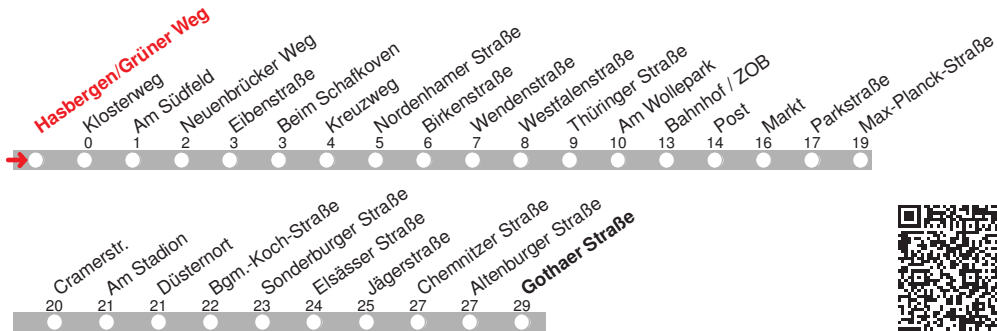 Hasbergen/Grüner Weg
Klosterweg
Am Südfeld
Neuenbrücker Weg
Eibenstraße
Beim Schafkoven
Kreuzweg
Nordenhamer Straße
Birkenstraße
Wendenstraße
Westfalenstraße
Thüringer Straße
Am Wollepark
Bahnhof / ZOB
Post
Markt
Parkstraße
Max-Planck-Straße
0 1 2 3 3 4 5 6 7 8 9 10 13 14 16 17 19
Cramerstr.
Am Stadion
Düsternort
Bgm.-Koch-Straße
Sonderburger Straße
Elsässer Straße
Jägerstraße
Chemnitzer Straße
Altenburger Straße
Gothaer Straße
20 21 21 22 23 24 25 27 27 29